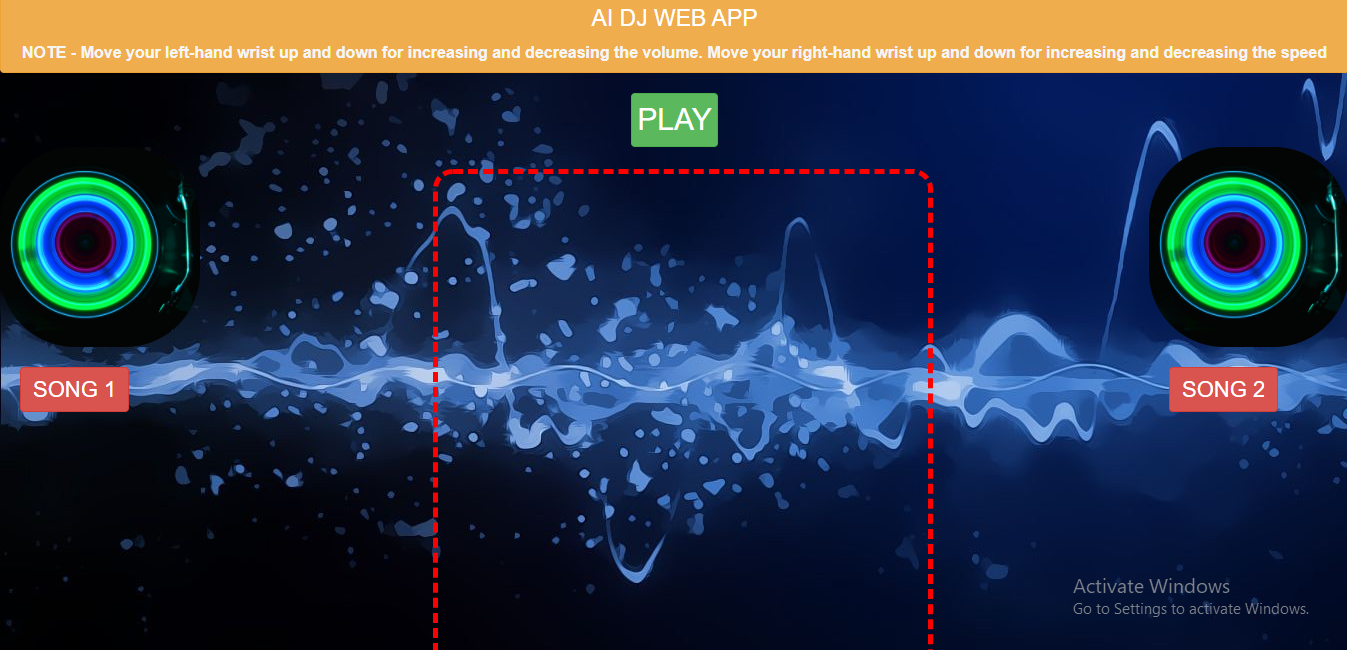 AI DJ WEB APP
NOTE - Move your left-hand wrist up and down for increasing and decreasing the volume. Move your right-hand wrist up and down for increasing and decreasing the speed
PLAY
SONG 1
SONG 2
Activate Windows
Go to Settings to activate Windows.